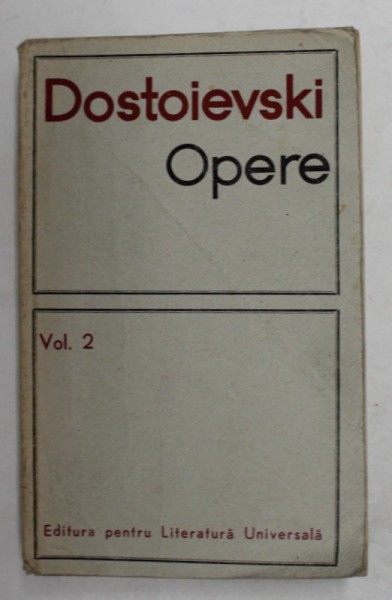 Dostoievski
Opere
Vol. 2
Editura pentru Literatură Universală